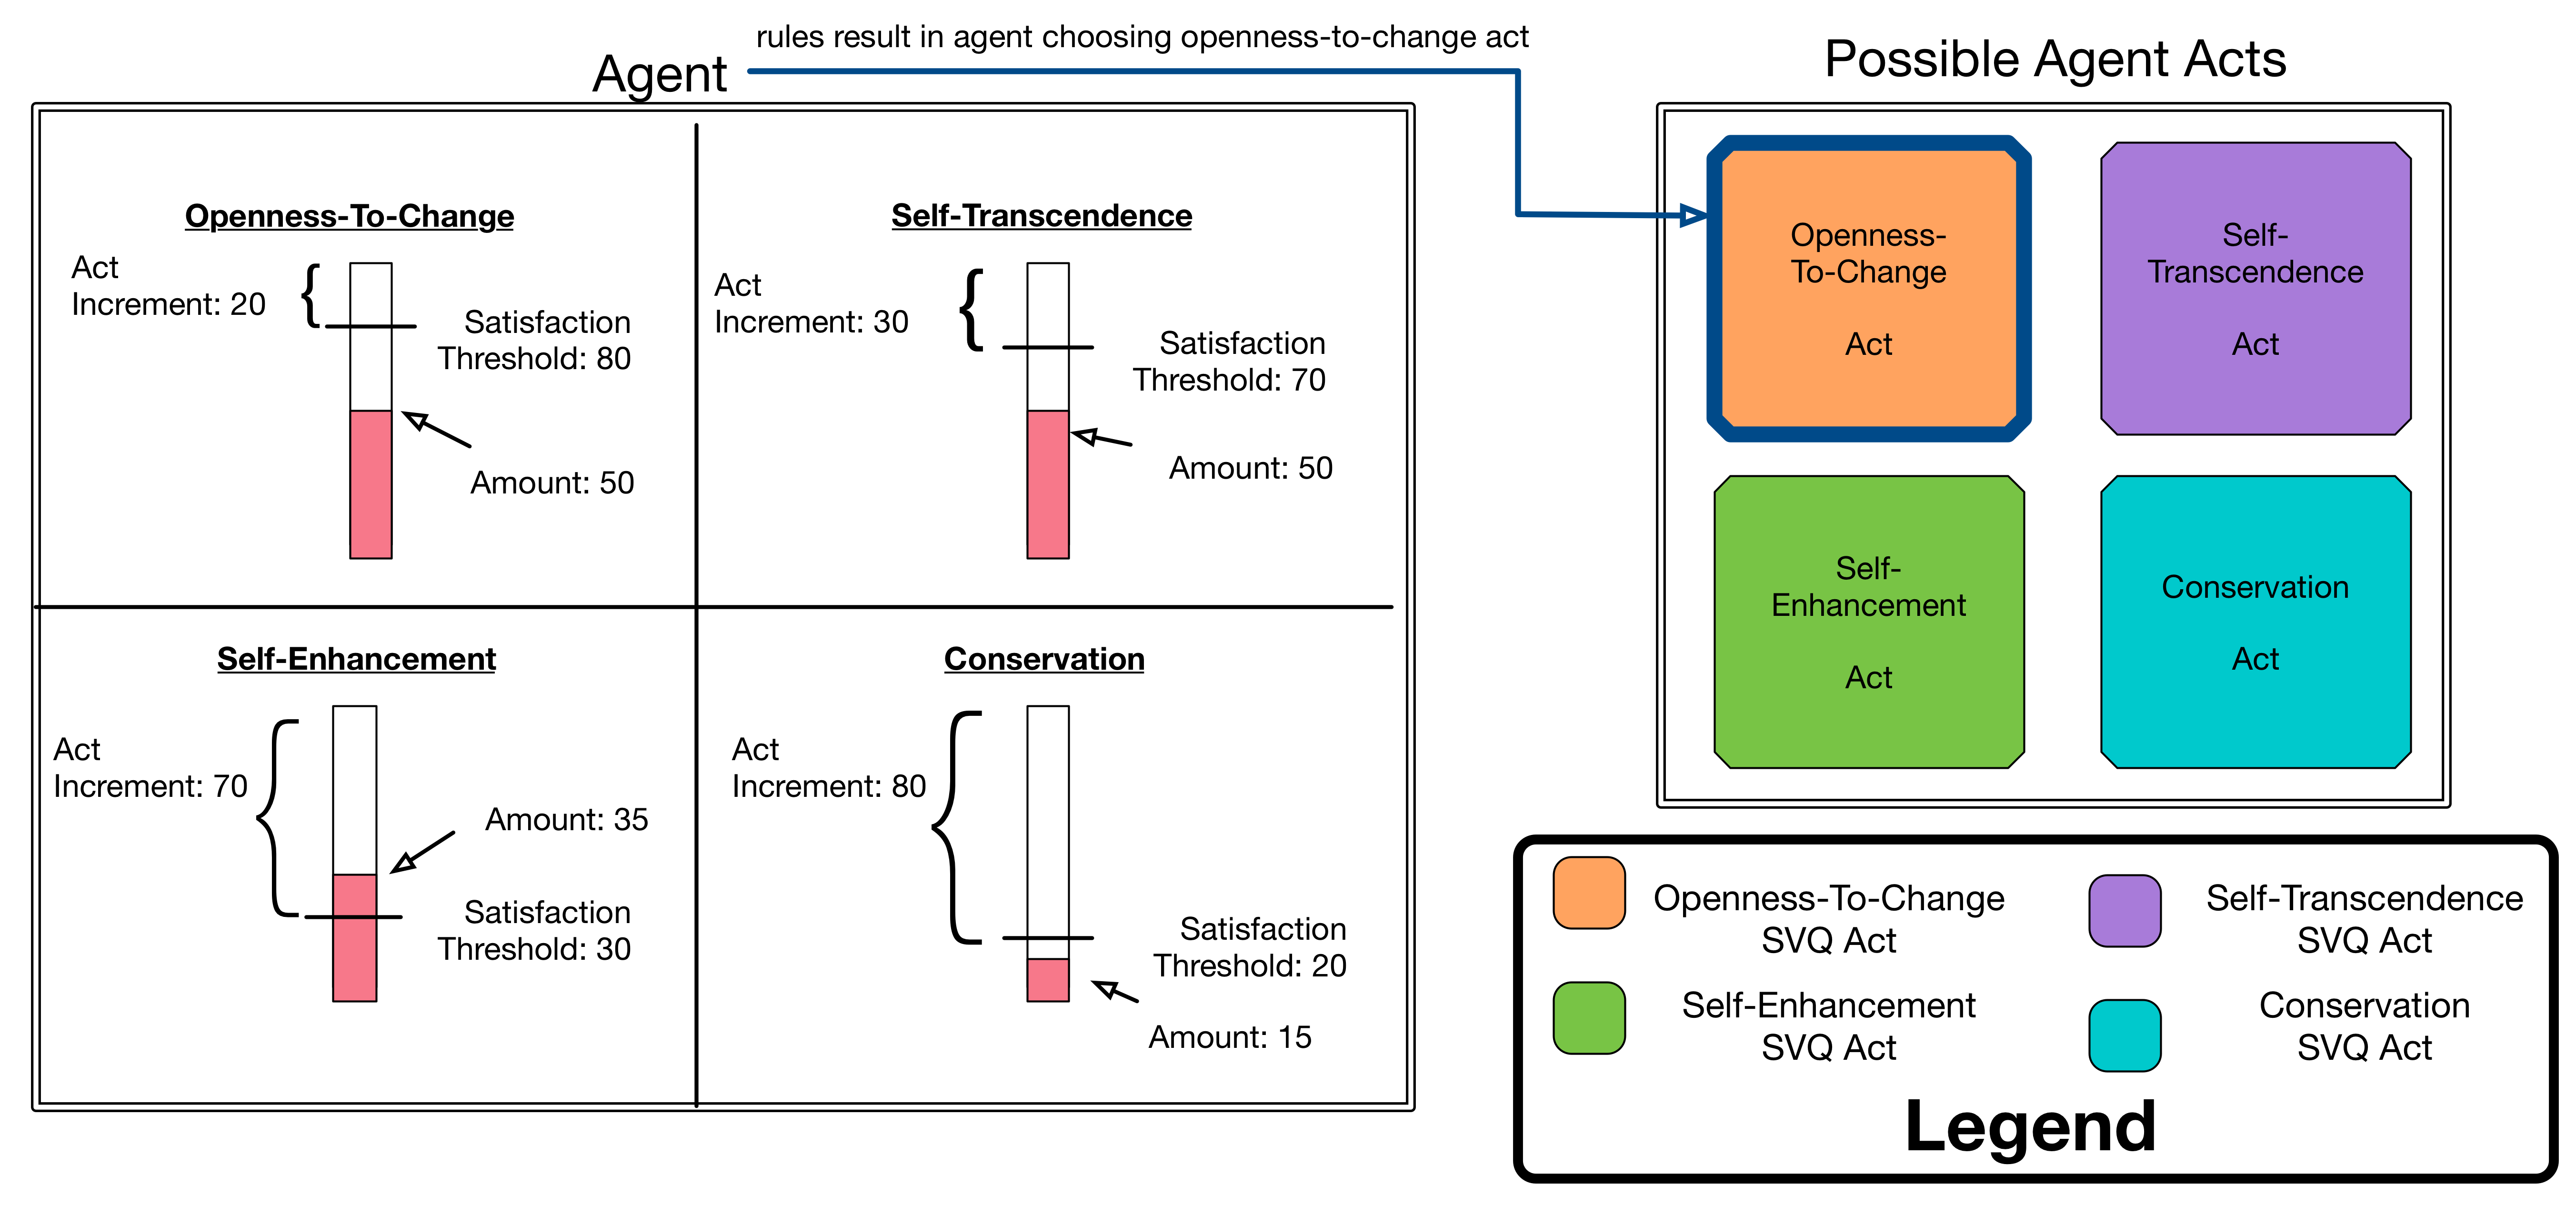 rules result in agent choosing openness-to-change act
Agent
Possible Agent Acts
Openness-To-Change
Act
Increment: 20
Satisfaction
Threshold: 80
Amount: 50
Self-Transcendence
Act
Increment: 30
Satisfaction
Threshold: 70
Amount: 50
Self-Enhancement
Act
Increment: 70
Amount: 35
Satisfaction
Threshold: 30
Conservation
Act
Increment: 80
Satisfaction
Threshold: 20
Amount: 15
Openness-
To-Change
Act
Self-
Transcendence
Act
Self-
Enhancement
Act
Conservation
Act
Openness-To-Change
SVQ Act
Self-Transcendence
SVQ Act
Self-Enhancement
SVQ Act
Conservation
SVQ Act
Legend